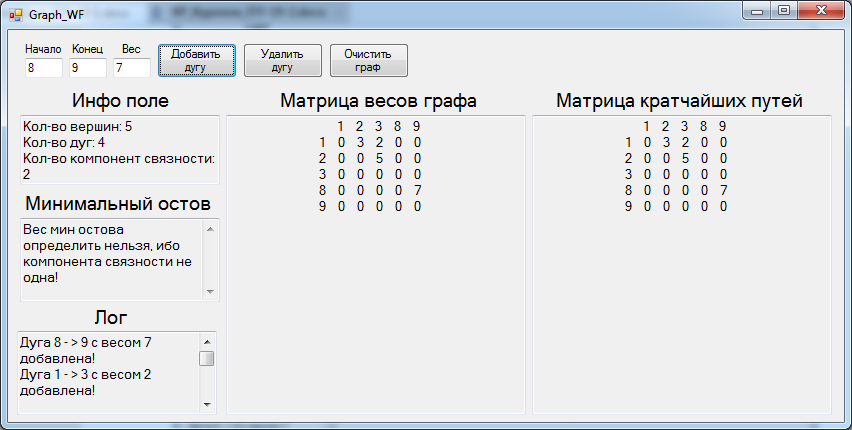 Graph_WF
Начало Конец Вес
8 9 7
Добавить дугу
Удалить дугу
Очистить граф
Инфо поле
Кол-во вершин: 5
Кол-во дуг: 4
Кол-во компонент связности:
2
Минимальный остов
Вес мин остова
определить нельзя, ибо
компонента связности не
одна!
Лог
Дуга 8 - > 9 с весом 7
добавлена!
Дуга 1 - > 3 с весом 2
добавлена!
Матрица весов графа
1 2 3 8 9
1 0 3 2 0 0
2 0 0 5 0 0
3 0 0 0 0 0
8 0 0 0 0 7
9 0 0 0 0 0
Матрица кратчайших путей
1 2 3 8 9
1 0 3 2 0 0
2 0 0 5 0 0
3 0 0 0 0 0
8 0 0 0 0 7
9 0 0 0 0 0